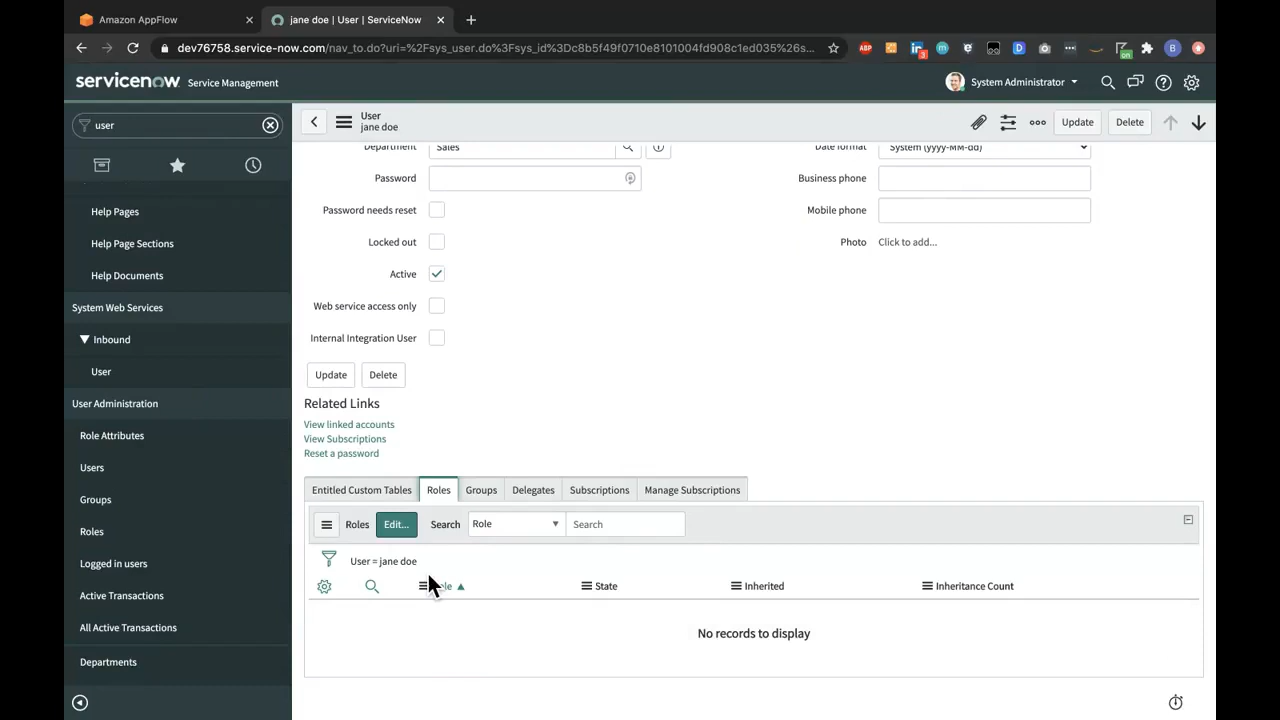 Amazon AppFlow
jane doe | User | ServiceNow
dev76758.service-now.com/nav_to.do?uri=%2Fsys_user.do%3Fsys_id%3Dc8b5f49f0710e8101004fd908c1ed035%26s...
ABP
3
on
B
servicenow Service Management
System Administrator
user
User
jane doe
Update
Delete
Department
Sales
Date format
System (yyyy-MM-dd)
Password
Business phone
Password needs reset
Mobile phone
Locked out
Photo
Click to add...
Active
Web service access only
Internal Integration User
Update
Delete
Help Pages
Help Page Sections
Help Documents
System Web Services
Inbound
User
User Administration
Role Attributes
Users
Groups
Roles
Logged in users
Active Transactions
All Active Transactions
Departments
Related Links
View linked accounts
View Subscriptions
Reset a password
Entitled Custom Tables
Roles
Groups
Delegates
Subscriptions
Manage Subscriptions
Roles
Edit...
Search
Role
Search
User = jane doe
State
Inherited
Inheritance Count
No records to display